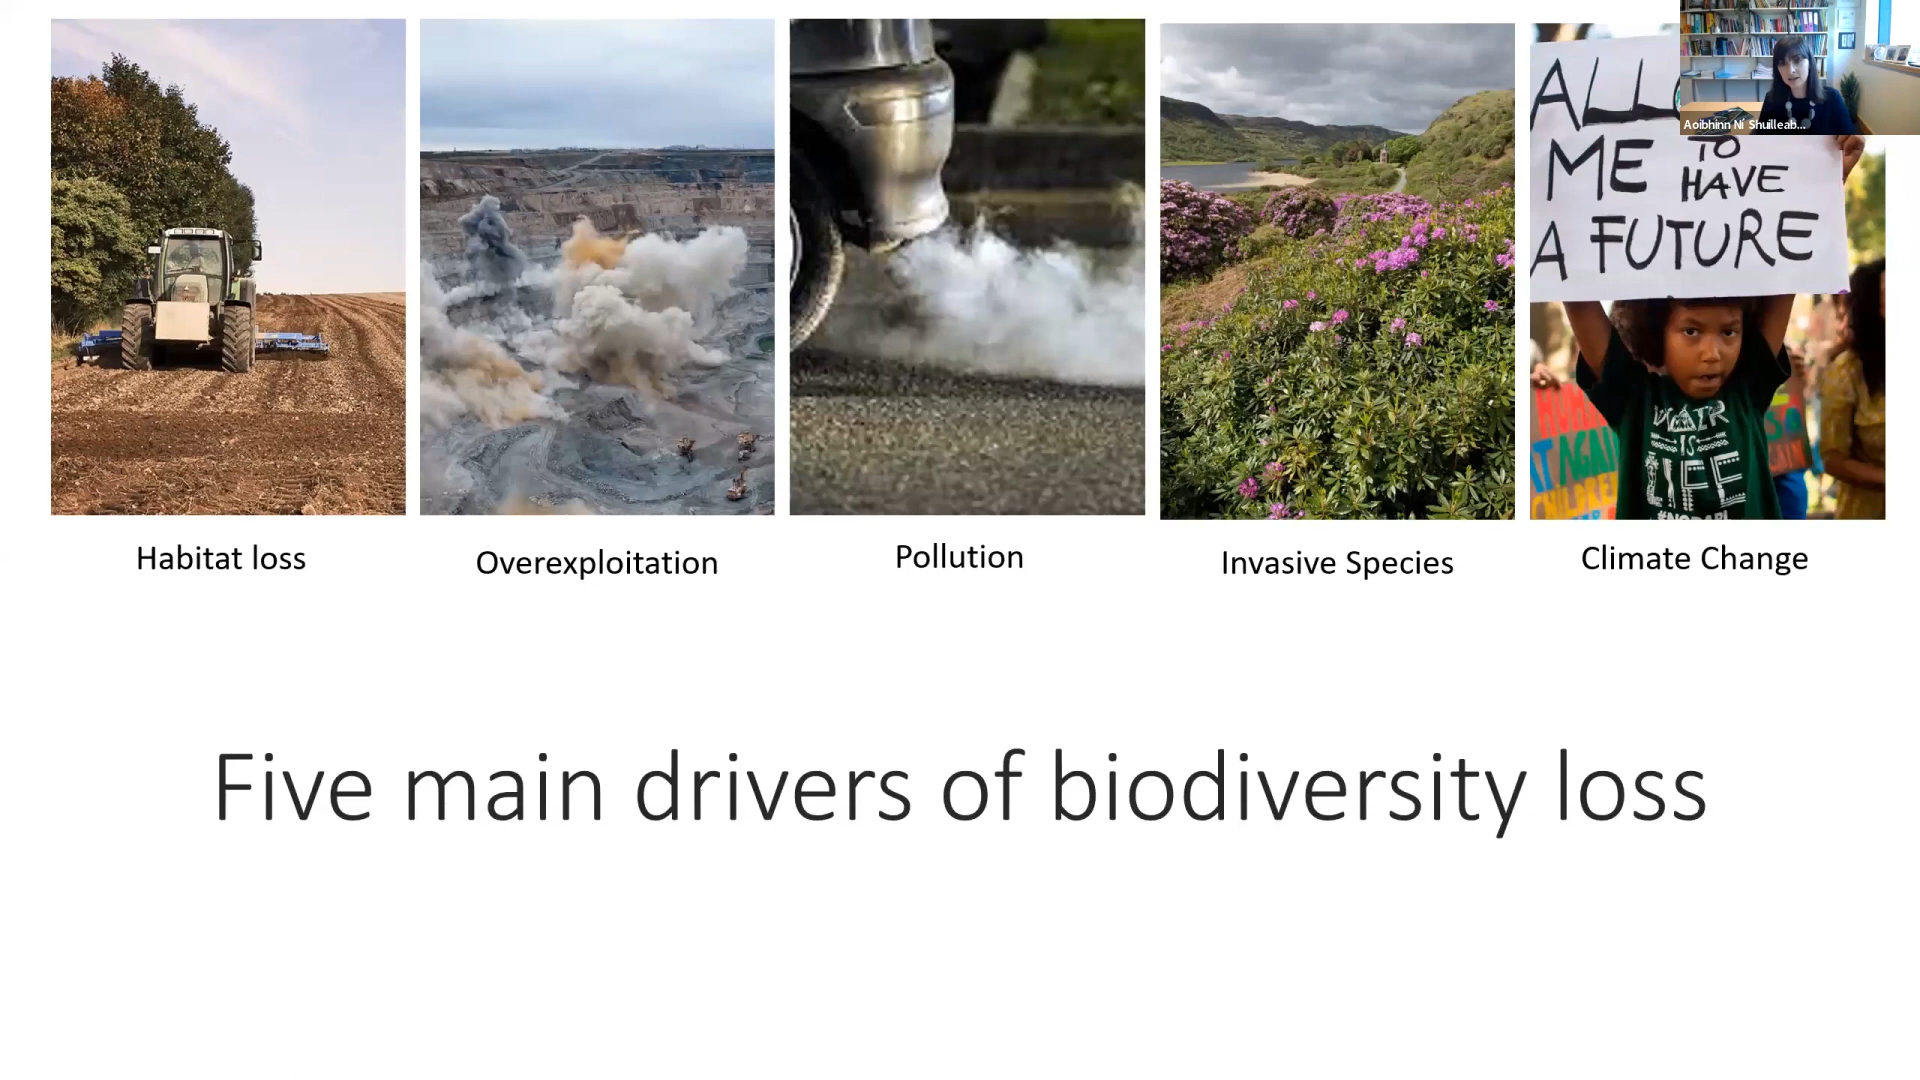 ALL
ME TO
HAVE
A FUTURE
Aoibhinn Ní Shuilleab...
WATER
IS
LIFE
Habitat loss
Overexploitation
Pollution
Invasive Species
Climate Change
Five main drivers of biodiversity loss